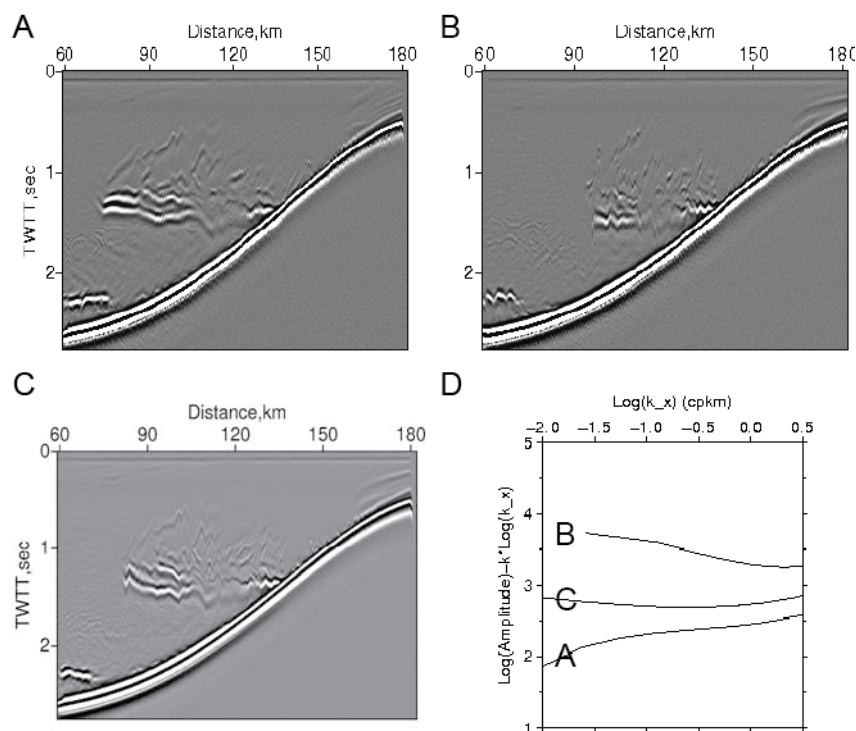 A
Distance,km
60 90 120 150 180
0
1
2
TWTT,sec
B
Distance,km
60 90 120 150 180
0
1
2
C
Distance,km
60 90 120 150 180
0
1
2
TWTT,sec
D
Log(k_x) (cpkm)
-2.0 -1.5 -1.0 -0.5 0.0 0.5
5
4
3
2
1
Log(Amplitude)-k*Log(k_x)
B
C
A